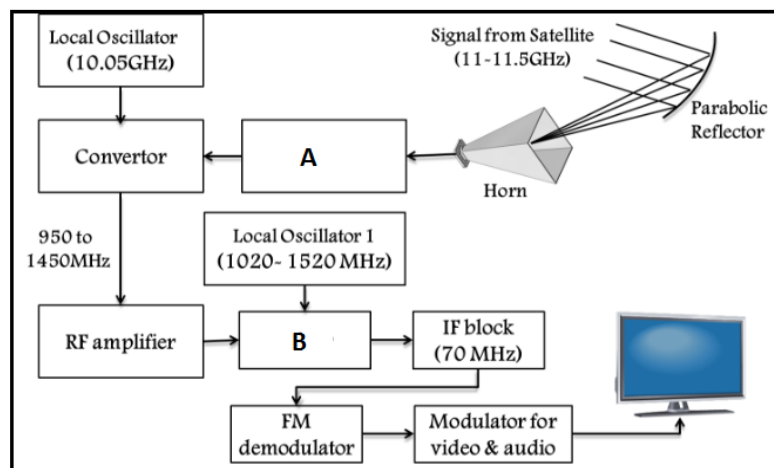 Local Oscillator
(10.05GHz)
Signal from Satellite
(11-11.5GHz)
Parabolic
Reflector
Convertor
A
Horn
950 to
1450MHz
Local Oscillator 1
(1020- 1520 MHz)
RF amplifier
B
IF block
(70 MHz)
FM
demodulator
Modulator for
video & audio